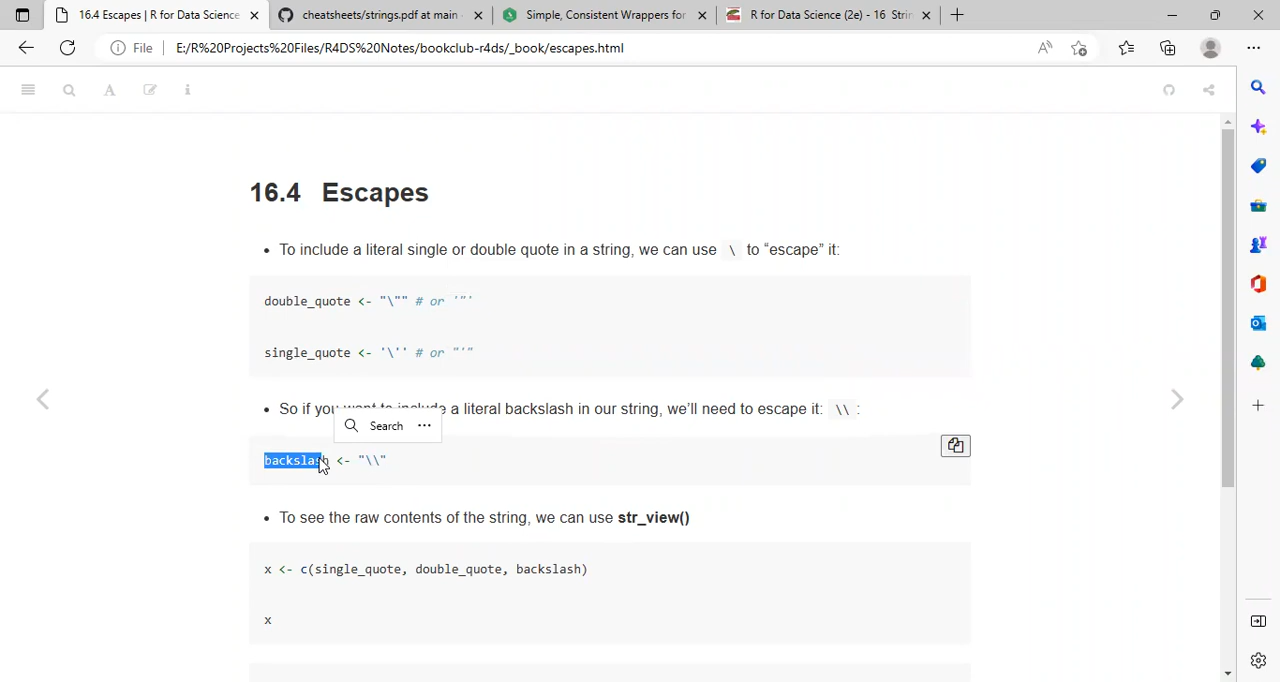 16.4 Escapes | R for Data Science
cheatsheets/strings.pdf at main ·
Simple, Consistent Wrappers for
R for Data Science (2e) - 16 Strin
File
E:/R%20Projects%20Files/R4DS%20Notes/bookclub-r4ds/_book/escapes.html
16.4 Escapes
To include a literal single or double quote in a string, we can use \ to “escape” it:
double_quote <- "\"" # or '"'
single_quote <- '\'' # or "'"
So if you want to include a literal backslash in our string, we’ll need to escape it: \\ :
Search
backslash <- "\\"
To see the raw contents of the string, we can use str_view()
x <- c(single_quote, double_quote, backslash)
x